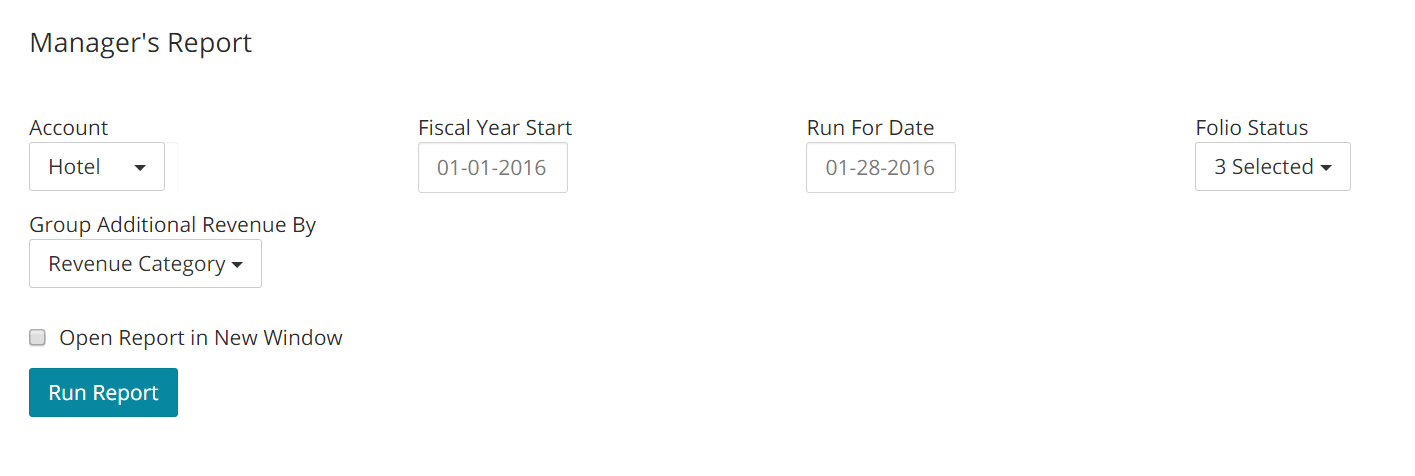 Manager's Report
Account
Fiscal Year Start
Run For Date
Folio Status
Hotel
01-01-2016
01-28-2016
3 Selected
Group Additional Revenue By
Revenue Category
Open Report in New Window
Run Report